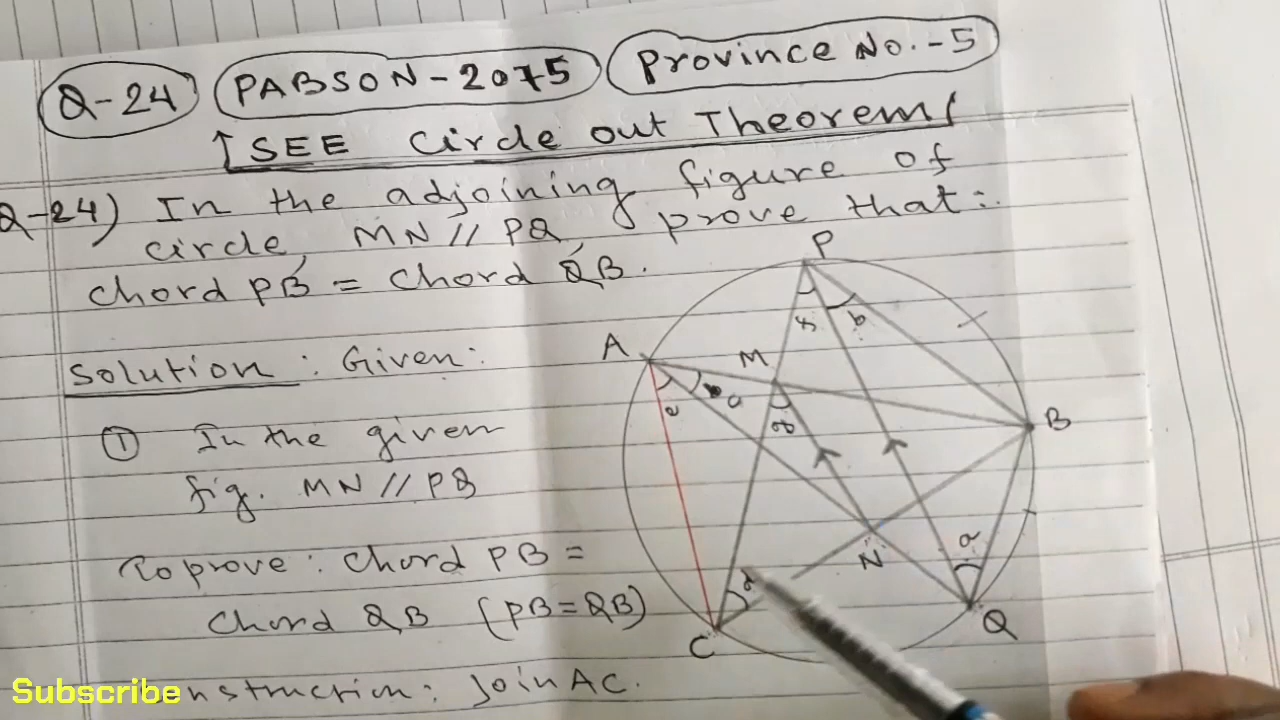 Q-24 PABSON-2075 Province No.-5
SEE Circle out Theorem
Q-24) In the adjoining figure of
circle, MN // PQ, prove that:
chord PB = chord QB.
Solution: Given:
① In the given
fig. MN // PQ
To prove: chord PB =
chord QB (PB = QB)
nstruction: Join AC.
P
A
M
b
a
B
N
a
Q
C
Subscribe